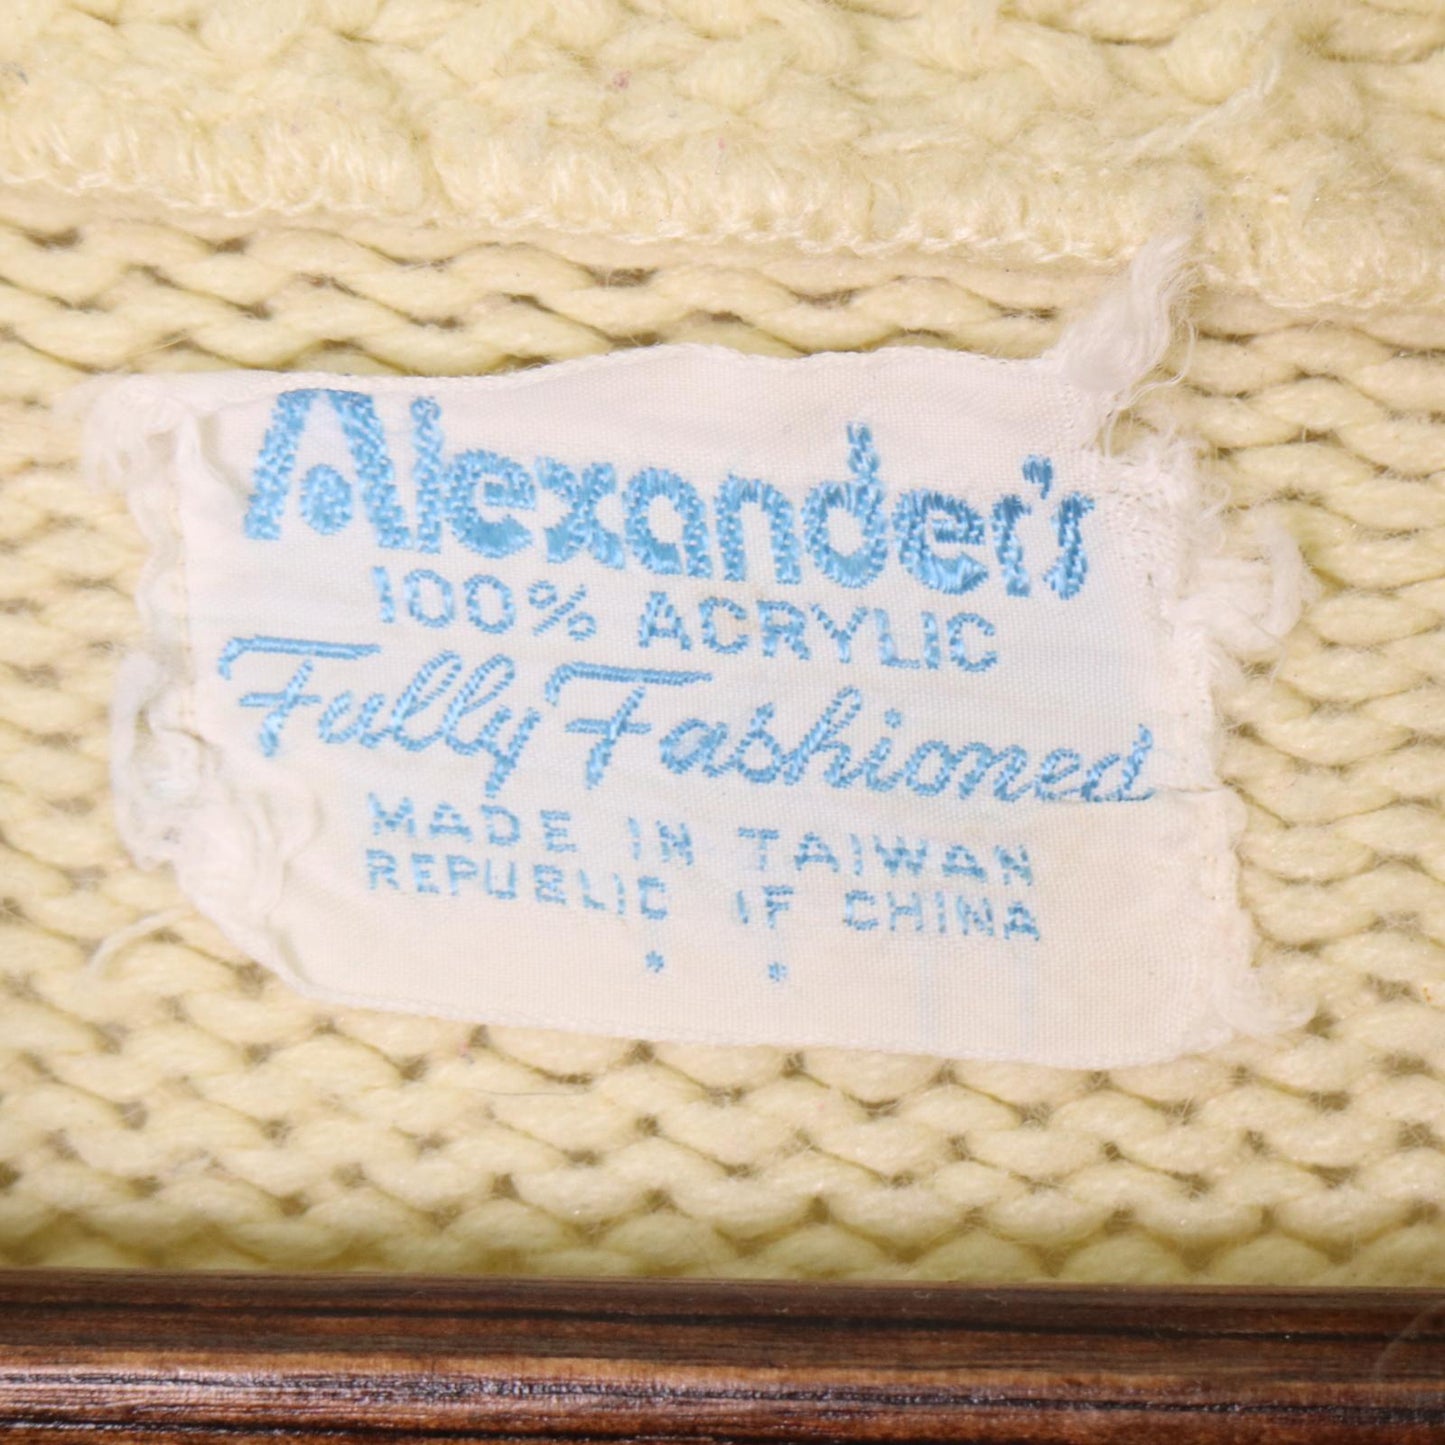 Alexander's
100% ACRYLIC
Fully Fashioned
MADE IN TAIWAN
REPUBLIC IF CHINA